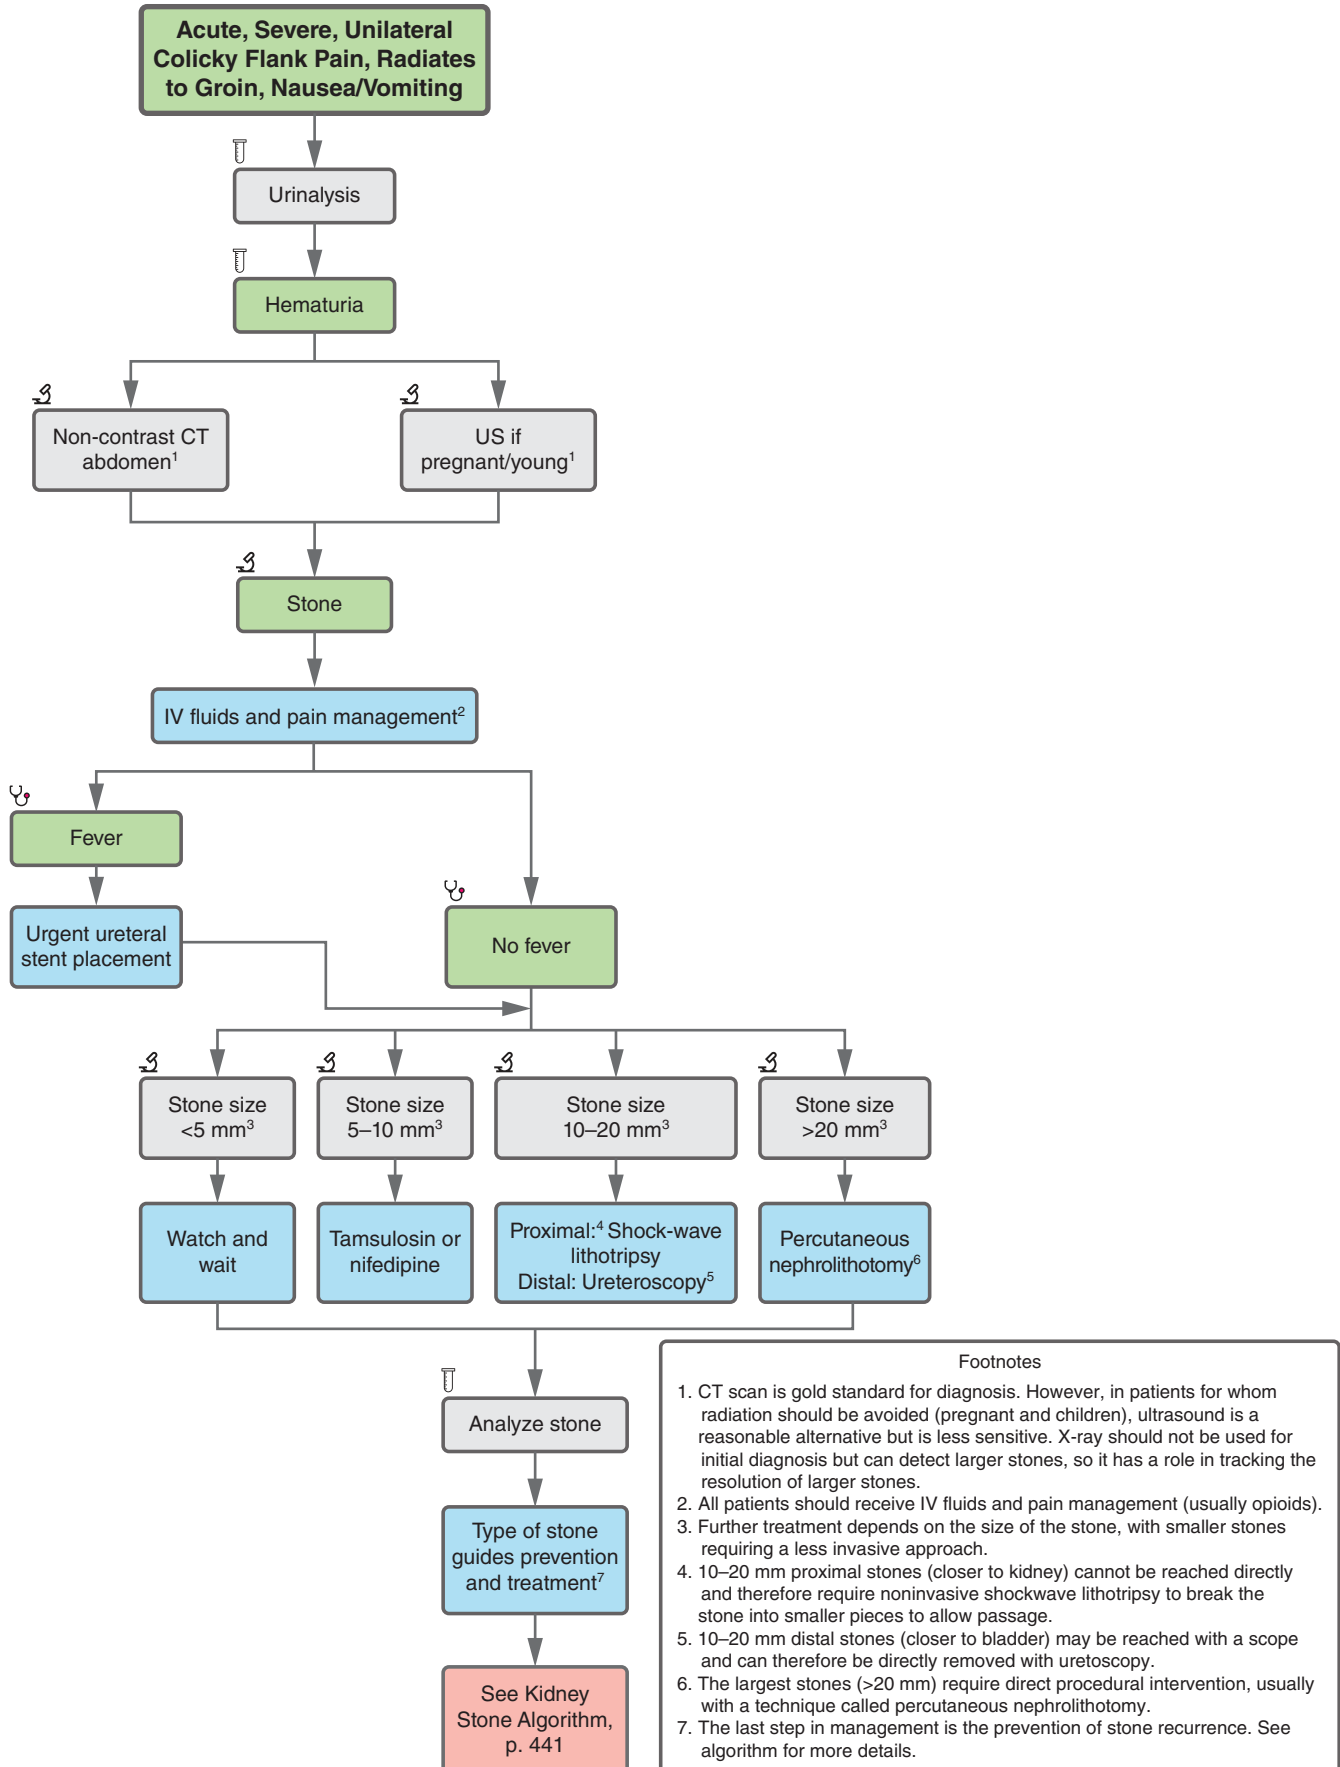 Acute, Severe, Unilateral
Colicky Flank Pain, Radiates
to Groin, Nausea/Vomiting
Urinalysis
Hematuria
Non-contrast CT
abdomen¹
US if
pregnant/young¹
Stone
IV fluids and pain management²
Fever
Urgent ureteral
stent placement
No fever
Stone size
<5 mm³
Stone size
5–10 mm³
Stone size
10–20 mm³
Stone size
>20 mm³
Watch and
wait
Tamsulosin or
nifedipine
Proximal:⁴ Shock-wave
lithotripsy
Distal: Ureteroscopy⁵
Percutaneous
nephrolithotomy⁶
Analyze stone
Type of stone
guides prevention
and treatment⁷
See Kidney
Stone Algorithm,
p. 441
Footnotes
1. CT scan is gold standard for diagnosis. However, in patients for whom
radiation should be avoided (pregnant and children), ultrasound is a
reasonable alternative but is less sensitive. X-ray should not be used for
initial diagnosis but can detect larger stones, so it has a role in tracking the
resolution of larger stones.
2. All patients should receive IV fluids and pain management (usually opioids).
3. Further treatment depends on the size of the stone, with smaller stones
requiring a less invasive approach.
4. 10–20 mm proximal stones (closer to kidney) cannot be reached directly
and therefore require noninvasive shockwave lithotripsy to break the
stone into smaller pieces to allow passage.
5. 10–20 mm distal stones (closer to bladder) may be reached with a scope
and can therefore be directly removed with uretoscopy.
6. The largest stones (>20 mm) require direct procedural intervention, usually
with a technique called percutaneous nephrolithotomy.
7. The last step in management is the prevention of stone recurrence. See
algorithm for more details.